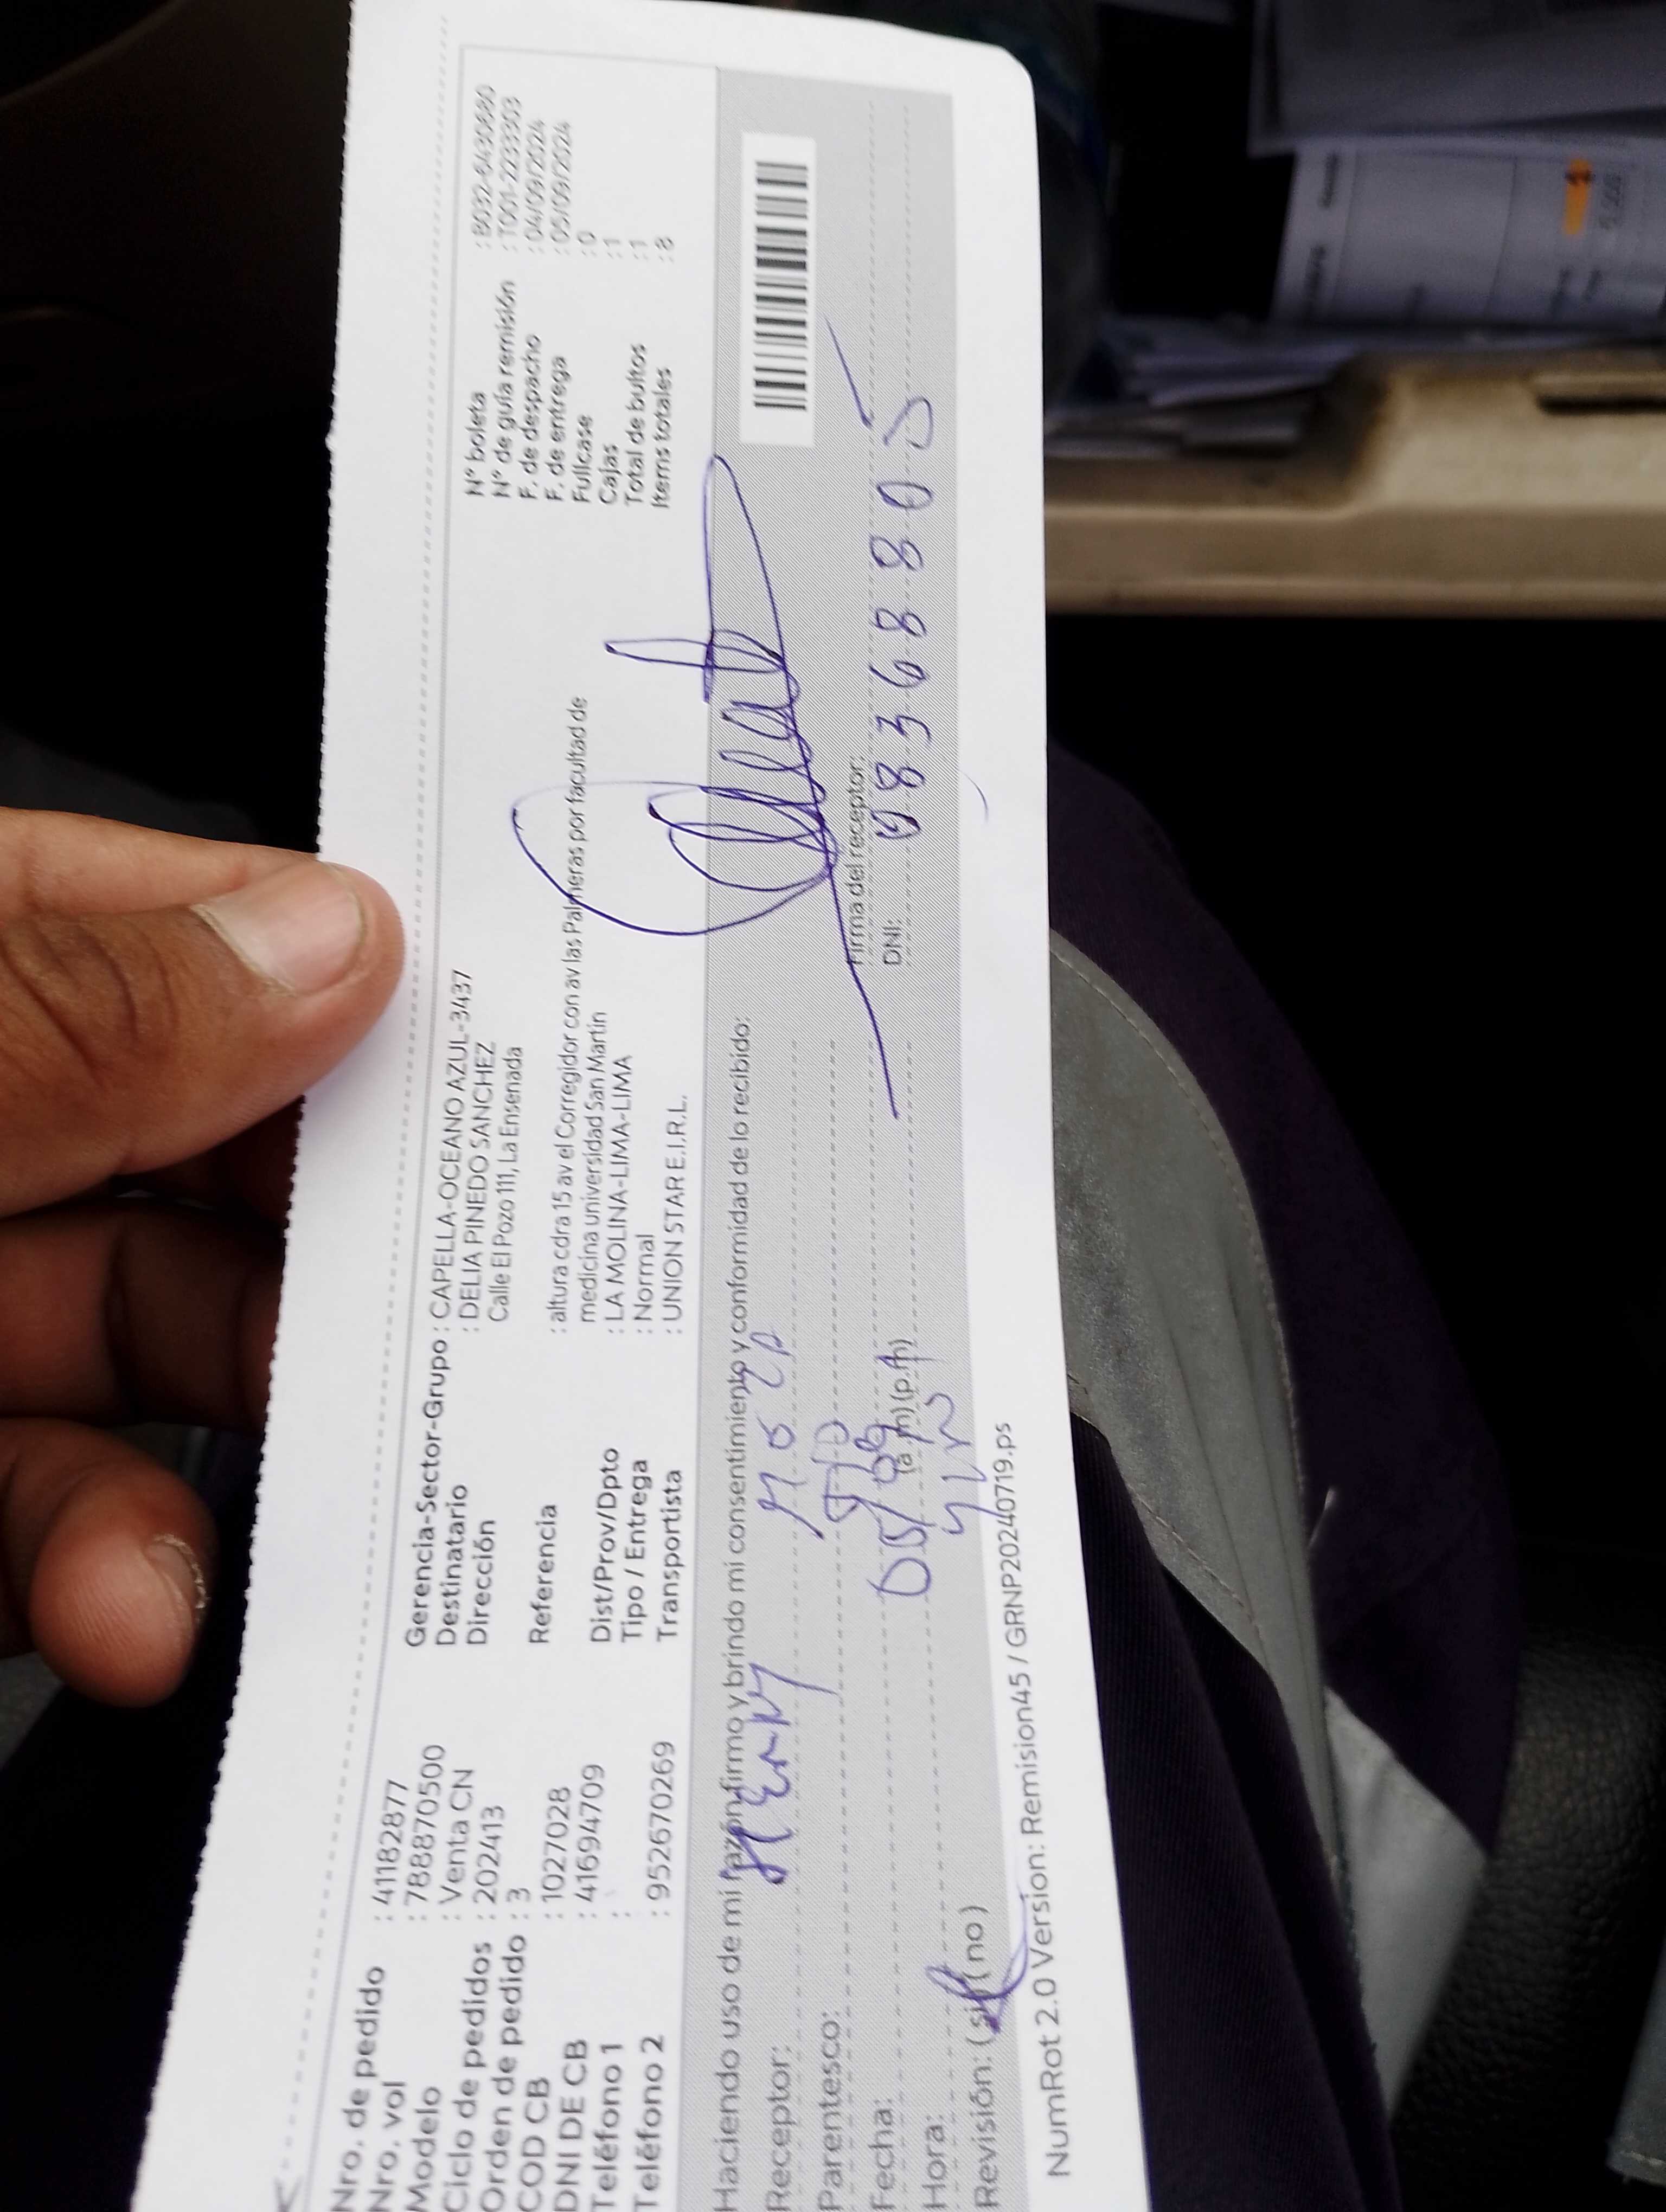 Nro. de pedido : 41182877
Nro. vol : 788870500
Modelo : Venta CN
Ciclo de pedidos : 202413
Orden de pedido : 3
COD CB : 1027028
DNI DE CB : 41694709
Teléfono 1 :
Teléfono 2 : 952670269
Gerencia-Sector-Grupo : CAPELLA-OCEANO AZUL-3437
Destinatario : DELIA PINEDO SANCHEZ
Dirección Calle El Pozo 111, La Ensenada
Referencia : altura cdra 15 av el Corregidor con av las Palmeras por facultad de
medicina universidad San Martin
Dist/Prov/Dpto : LA MOLINA-LIMA-LIMA
Tipo / Entrega : Normal
Transportista : UNION STAR E.I.R.L.
N° boleta : B032-6430680
N° de guía remisión : T001-2233303
F. de despacho : 04/09/2024
F. de entrega : 05/09/2024
Fullcase : 0
Cajas : 1
Total de bultos : 1
Items totales : 8
Haciendo uso de mi razón firmo y brindo mi consentimiento y conformidad de lo recibido:
Receptor: HENRY
Parentesco:
Fecha: 05/09
Hora: (a.m) (p.m)
Revisión: (si) (no)
Firma del receptor:
DNI: 098368805
NumRot 2.0 Version: Remision45 / GRNP20240719.ps